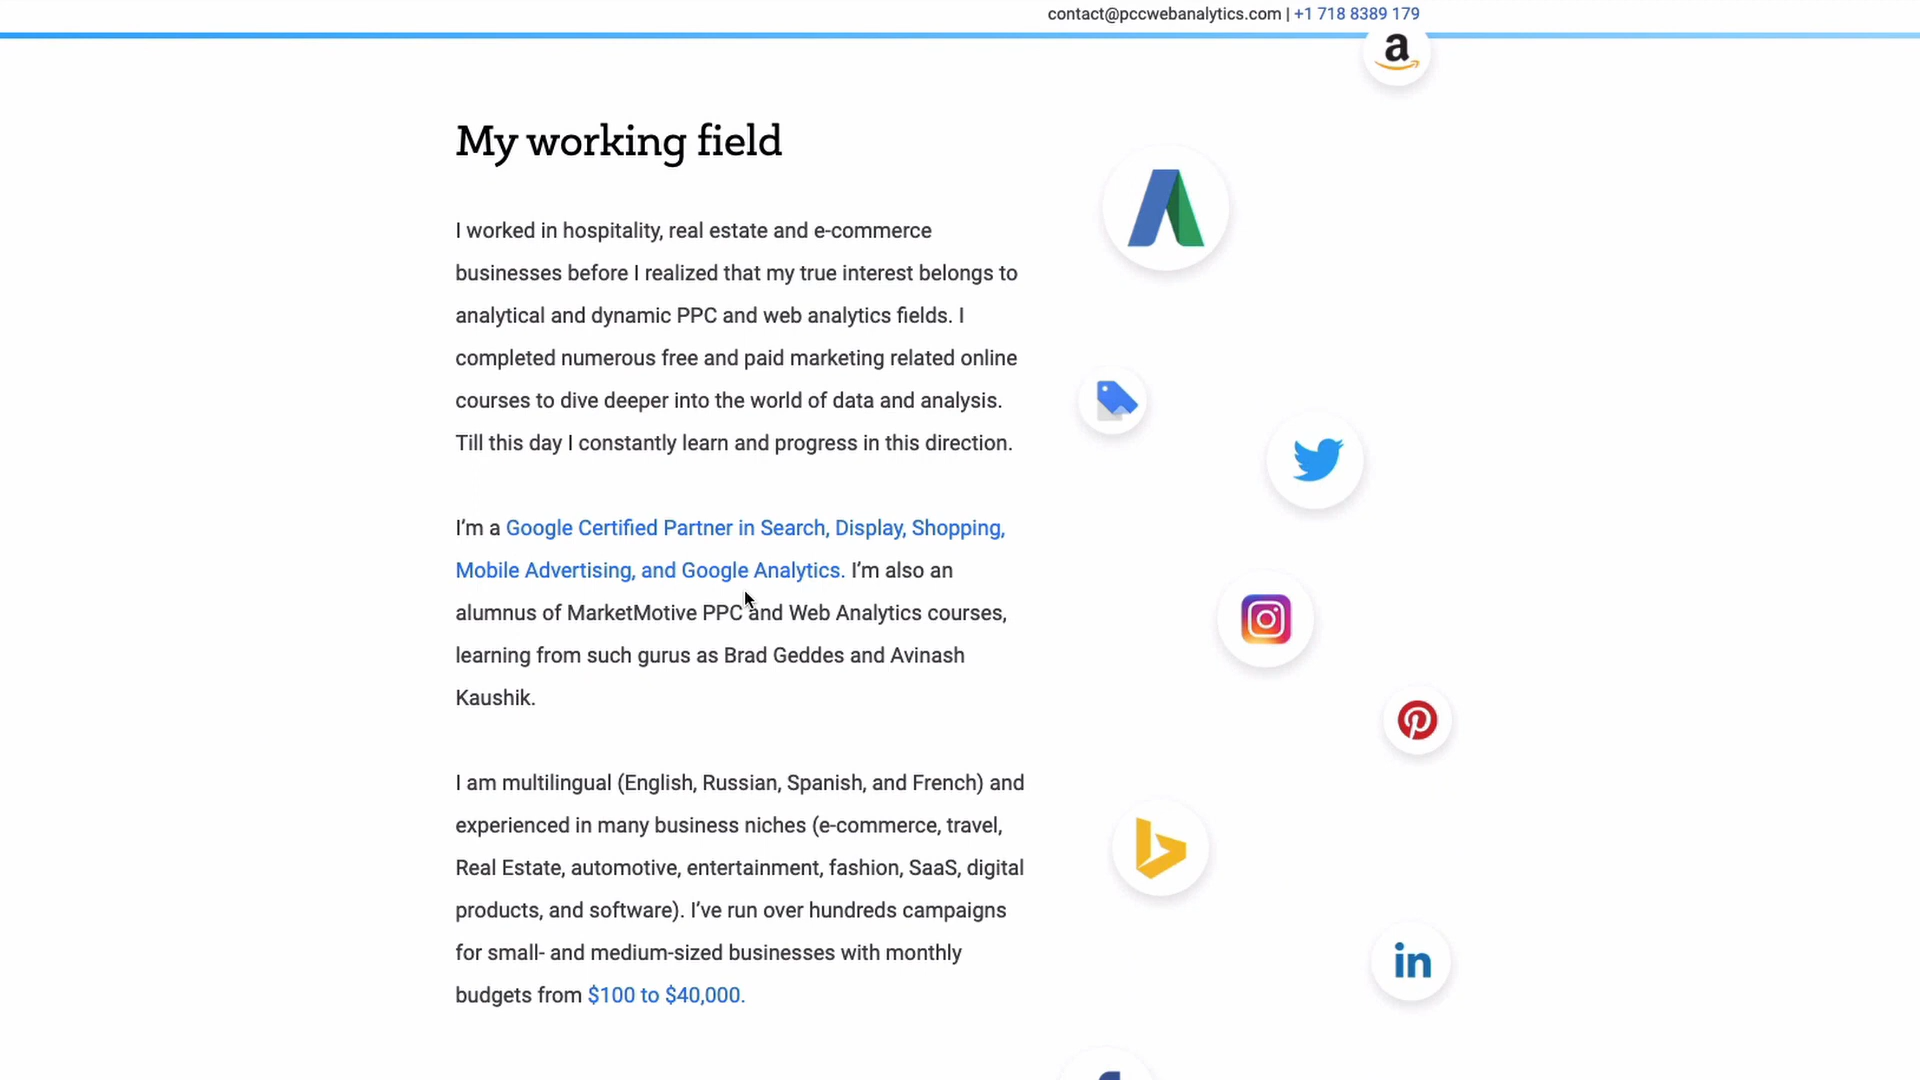 contact@pccwebanalytics.com | +1 718 8389 179
a
My working field
I worked in hospitality, real estate and e-commerce
businesses before I realized that my true interest belongs to
analytical and dynamic PPC and web analytics fields. I
completed numerous free and paid marketing related online
courses to dive deeper into the world of data and analysis.
Till this day I constantly learn and progress in this direction.
I'm a Google Certified Partner in Search, Display, Shopping,
Mobile Advertising, and Google Analytics. I'm also an
alumnus of MarketMotive PPC and Web Analytics courses,
learning from such gurus as Brad Geddes and Avinash
Kaushik.
I am multilingual (English, Russian, Spanish, and French) and
experienced in many business niches (e-commerce, travel,
Real Estate, automotive, entertainment, fashion, SaaS, digital
products, and software). I've run over hundreds campaigns
for small- and medium-sized businesses with monthly
budgets from $100 to $40,000.
in